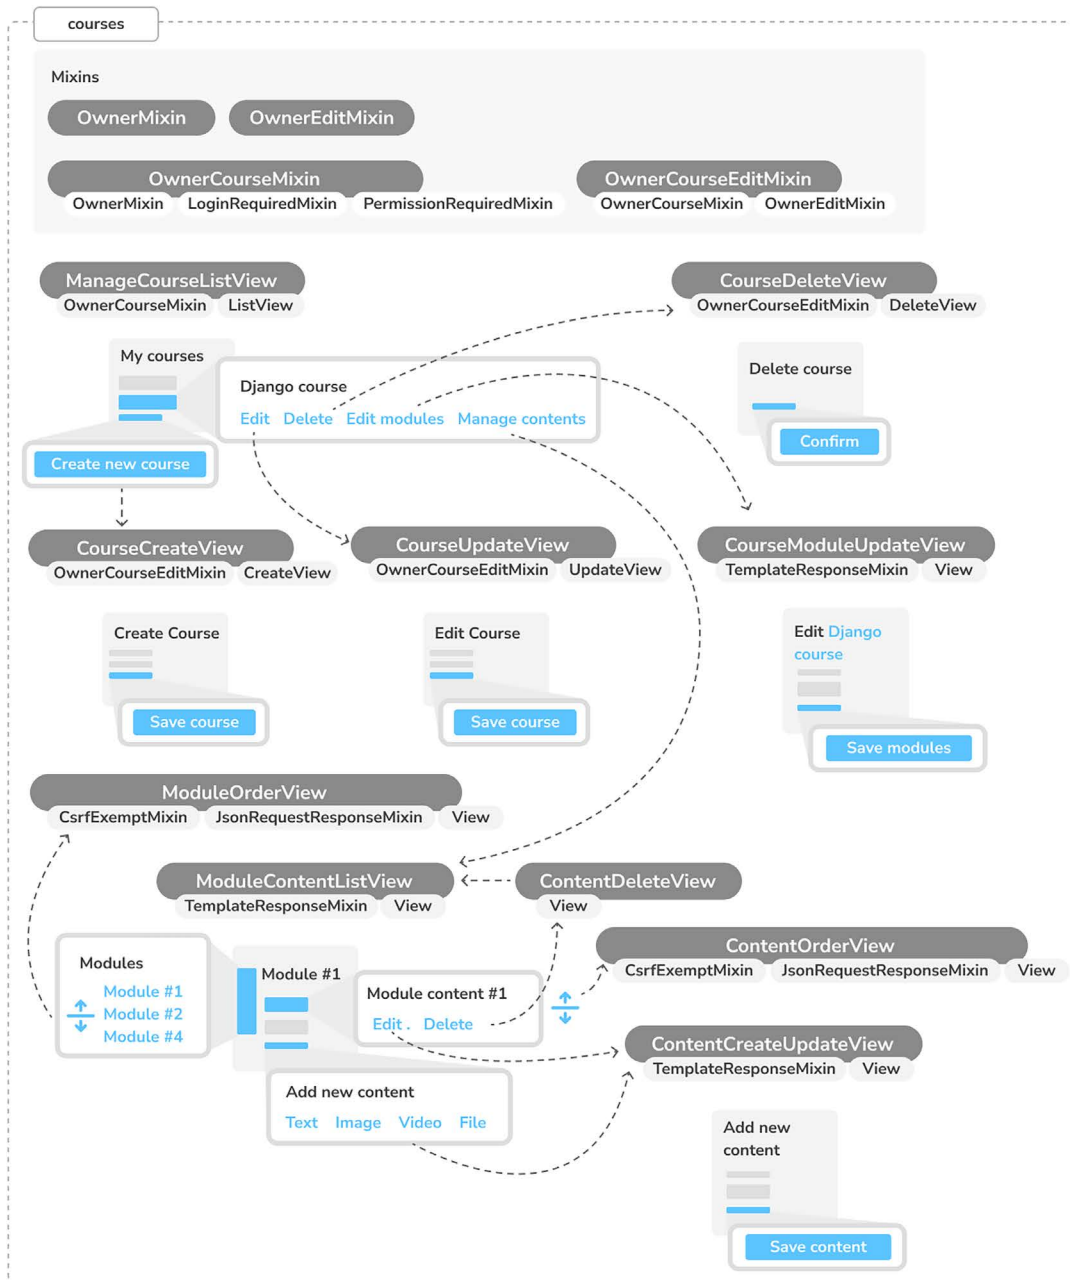 courses
Mixins
OwnerMixin OwnerEditMixin
OwnerCourseMixin OwnerCourseEditMixin
OwnerMixin LoginRequiredMixin PermissionRequiredMixin OwnerCourseMixin OwnerEditMixin
ManageCourseListView CourseDeleteView
OwnerCourseMixin ListView OwnerCourseEditMixin DeleteView
My courses
Delete course
Django course
Edit Delete Edit modules Manage contents
Confirm
Create new course
CourseCreateView CourseUpdateView CourseModuleUpdateView
OwnerCourseEditMixin CreateView OwnerCourseEditMixin UpdateView TemplateResponseMixin View
Create Course Edit Course Edit Django
course
Save course Save course
Save modules
ModuleOrderView
CsrfExemptMixin JsonRequestResponseMixin View
ModuleContentListView ContentDeleteView
TemplateResponseMixin View View
ContentOrderView
CsrfExemptMixin JsonRequestResponseMixin View
Modules
Module #1
Module #2
Module #4
Module #1
Module content #1
Edit . Delete
ContentCreateUpdateView
TemplateResponseMixin View
Add new content
Text Image Video File
Add new
content
Save content